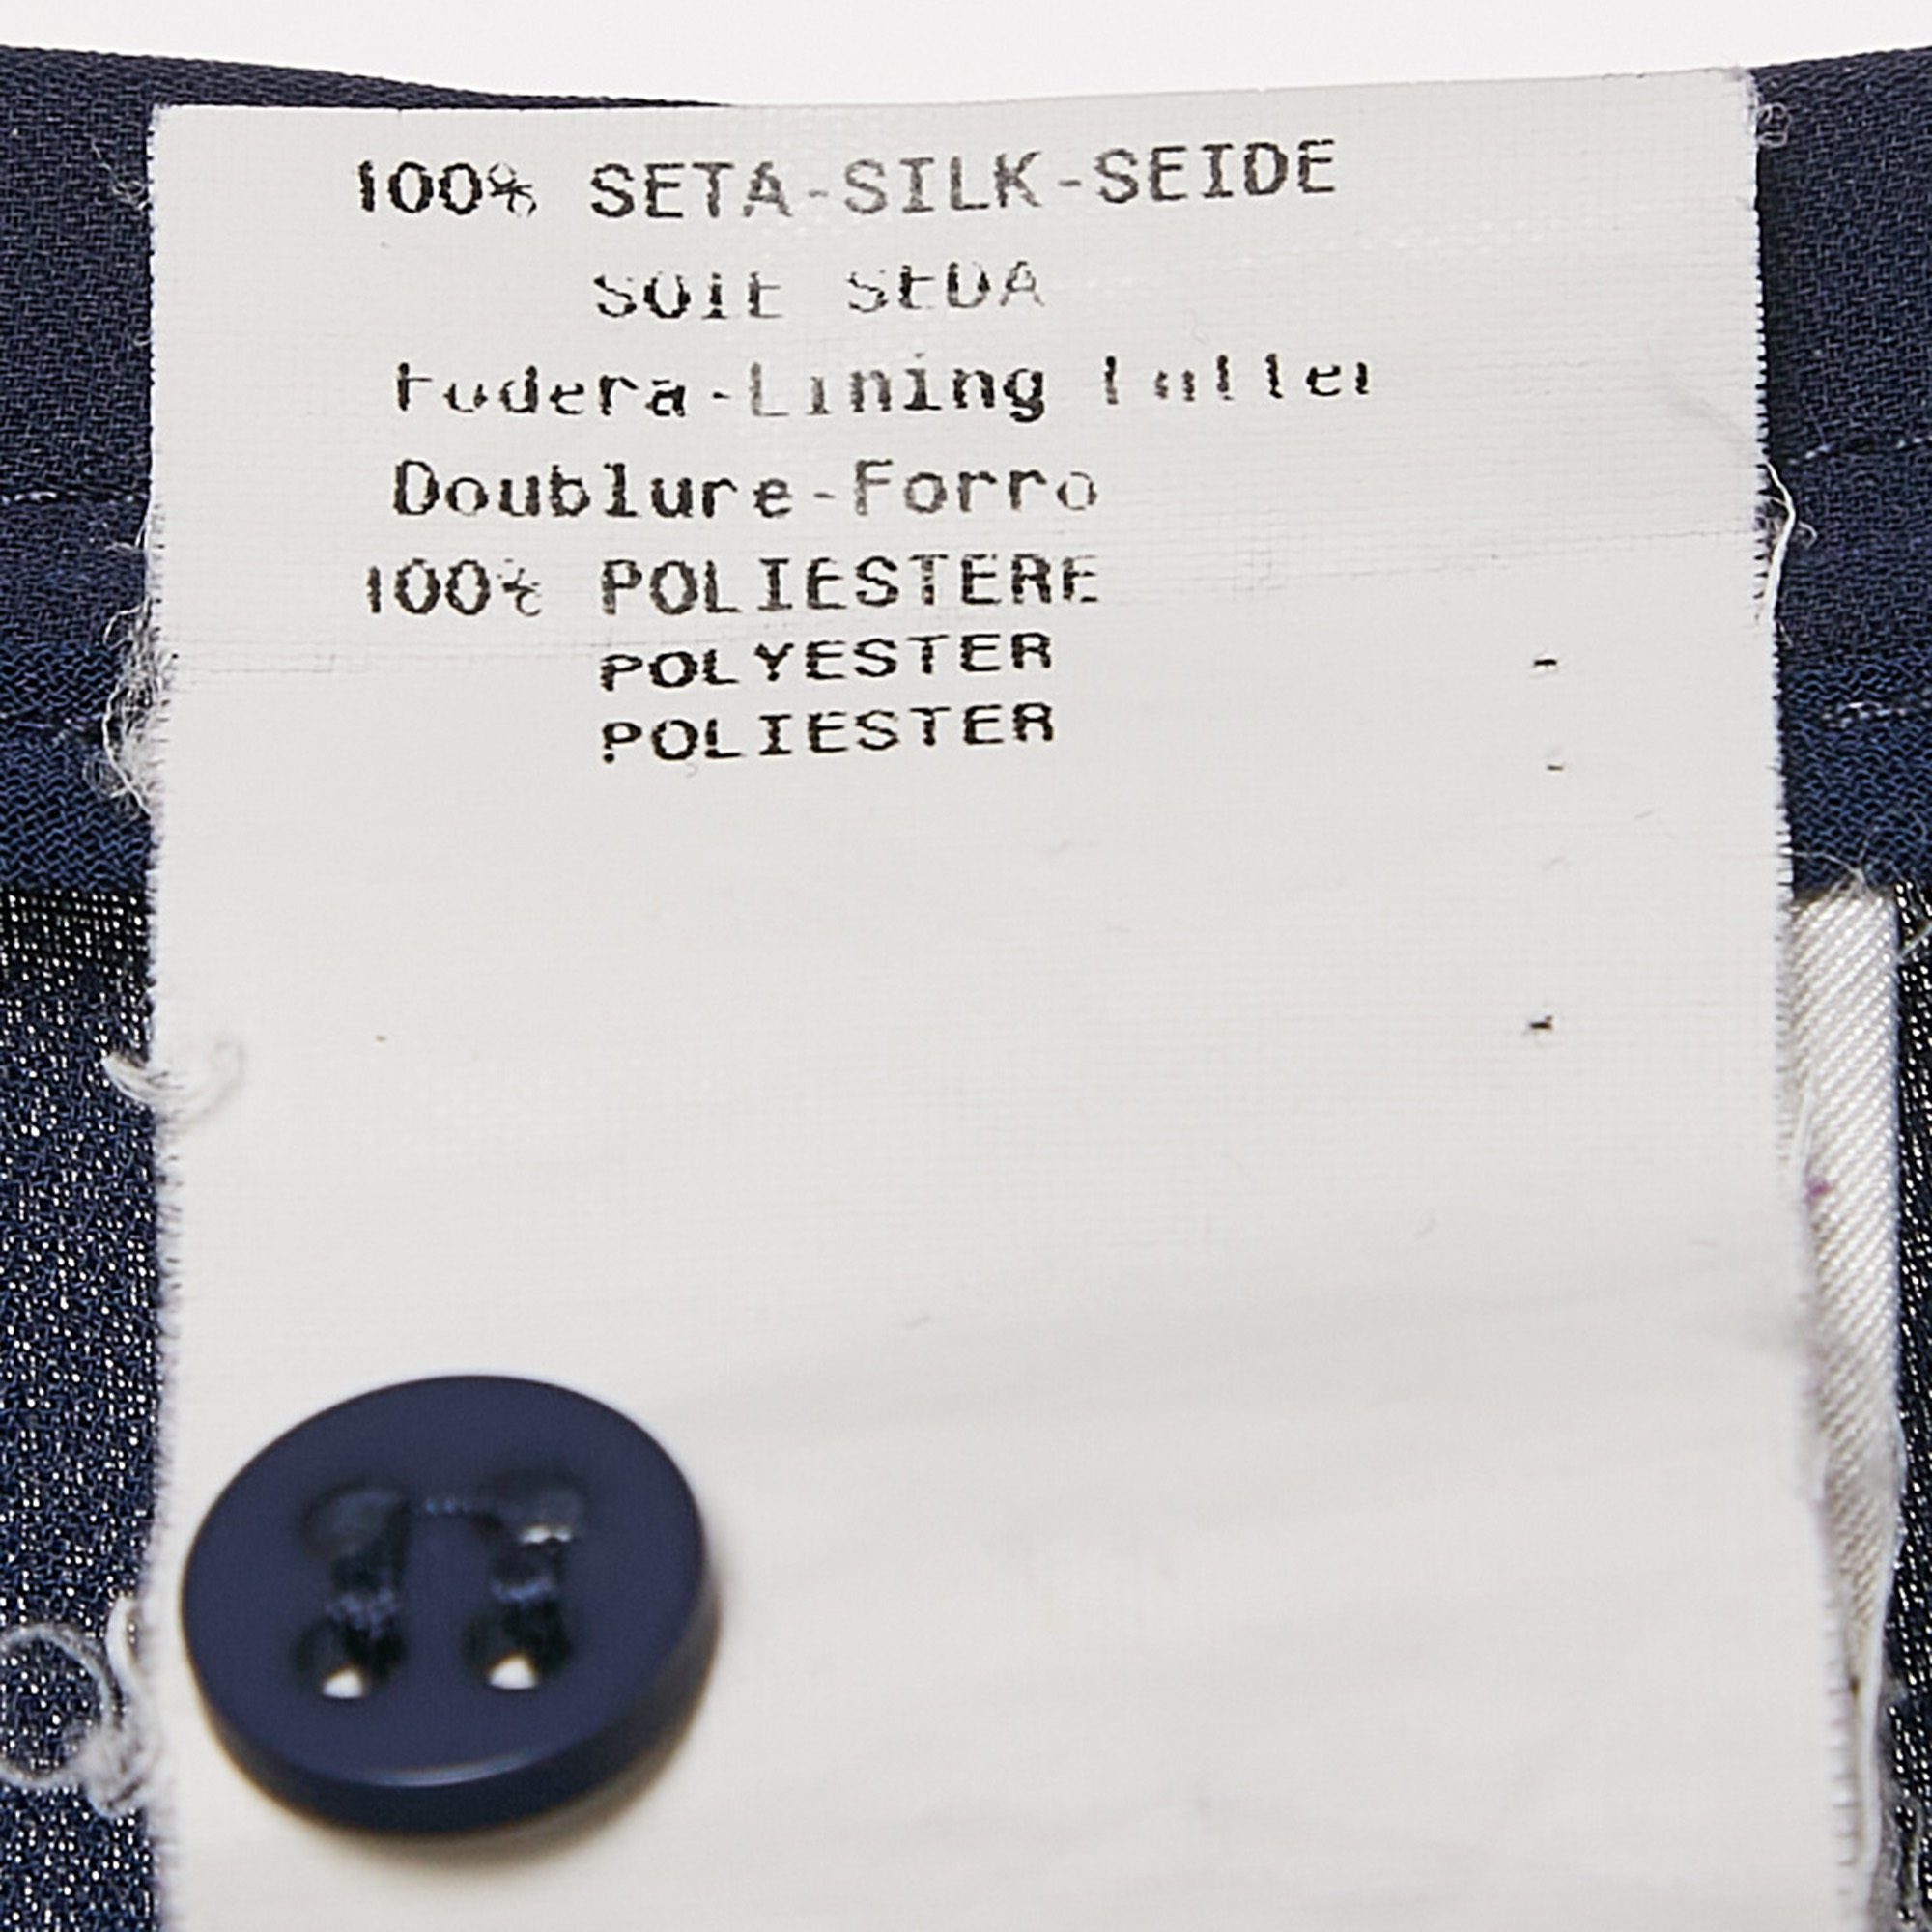 100% SETA-SILK-SEIDE
SOIE SEDA
Fodera-Lining Futter
Doublure-Forro
100% POLIESTERE
POLYESTER
POLIESTER